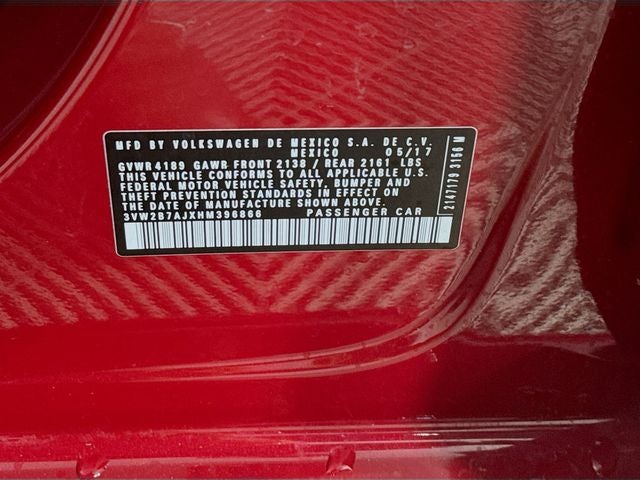 MFD BY VOLKSWAGEN DE MEXICO S.A. DE C.V.
MEXICO 05/17
GVWR 4189 GAWR FRONT 2138 / REAR 2161 LBS
THIS VEHICLE CONFORMS TO ALL APPLICABLE U.S.
FEDERAL MOTOR VEHICLE SAFETY, BUMPER AND
THEFT PREVENTION STANDARDS IN EFFECT ON
THE DATE OF MANUFACTURE SHOWN ABOVE.
3VW2B7AJXHM396866 PASSENGER CAR
2147179 3156 M